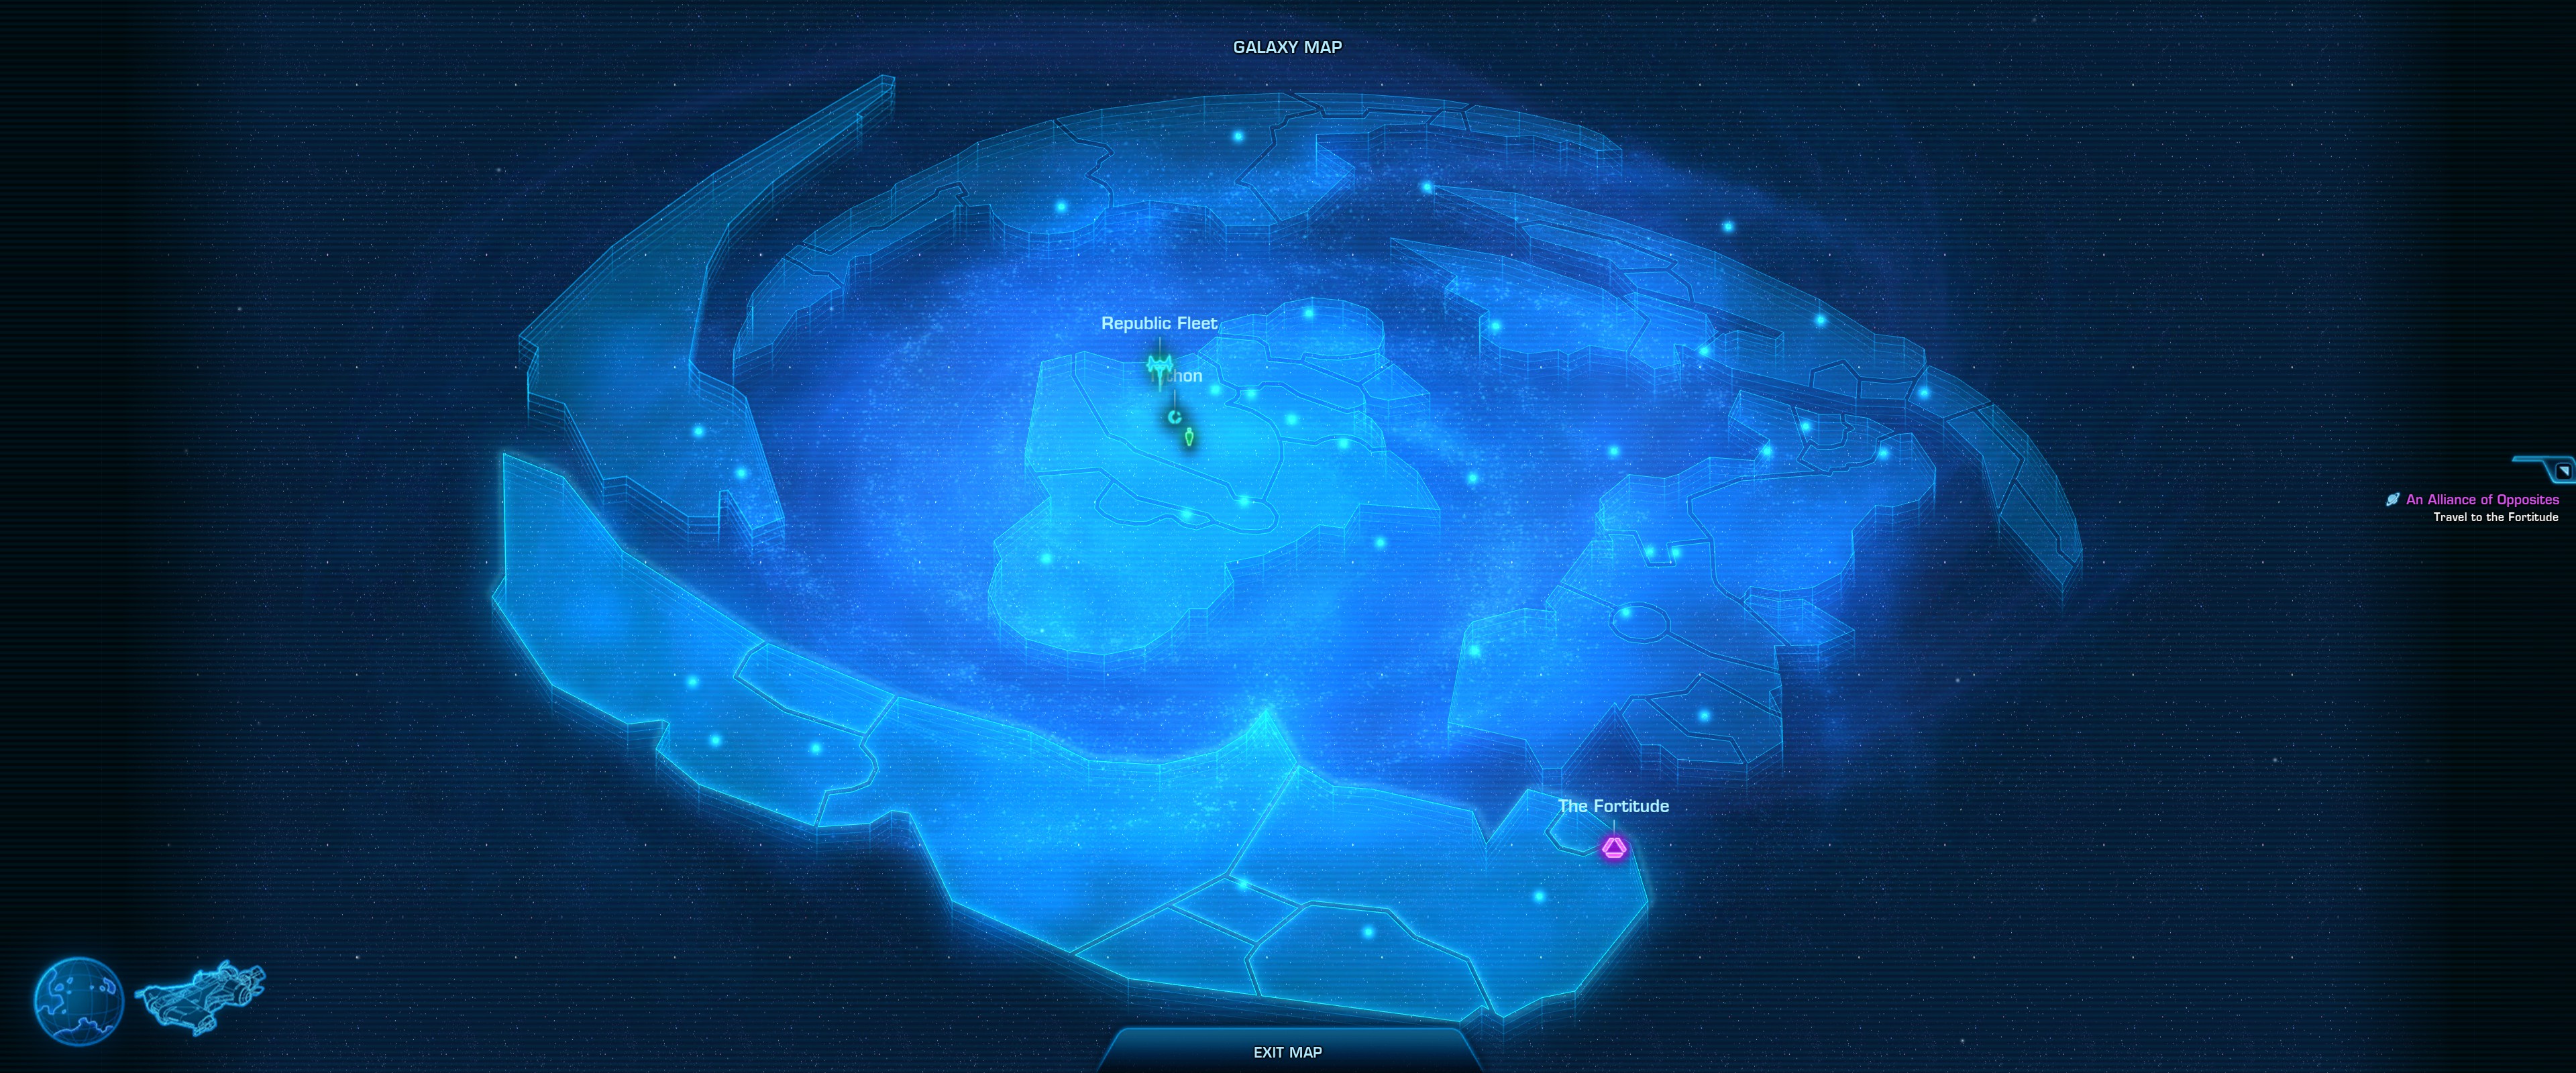 GALAXY MAP
Republic Fleet
An Alliance of Opposites
Travel to the Fortitude
The Fortitude
EXIT MAP